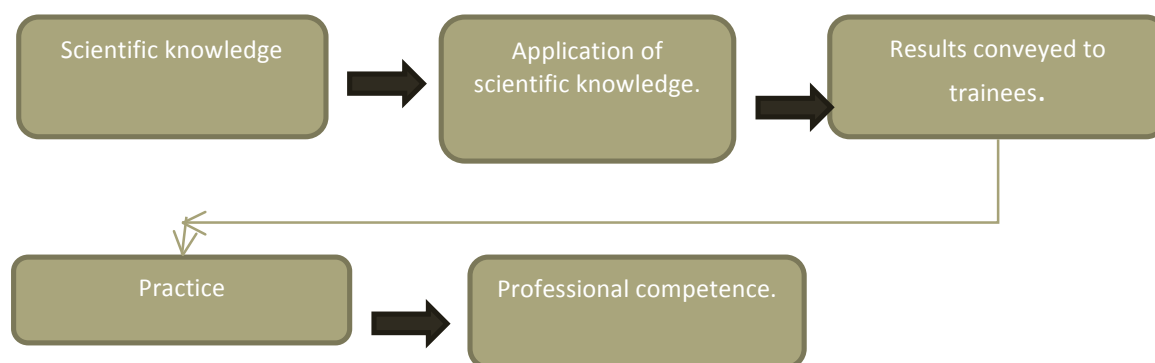 Scientific knowledge
Application of
scientific knowledge.
Results conveyed to
trainees.
Practice
Professional competence.